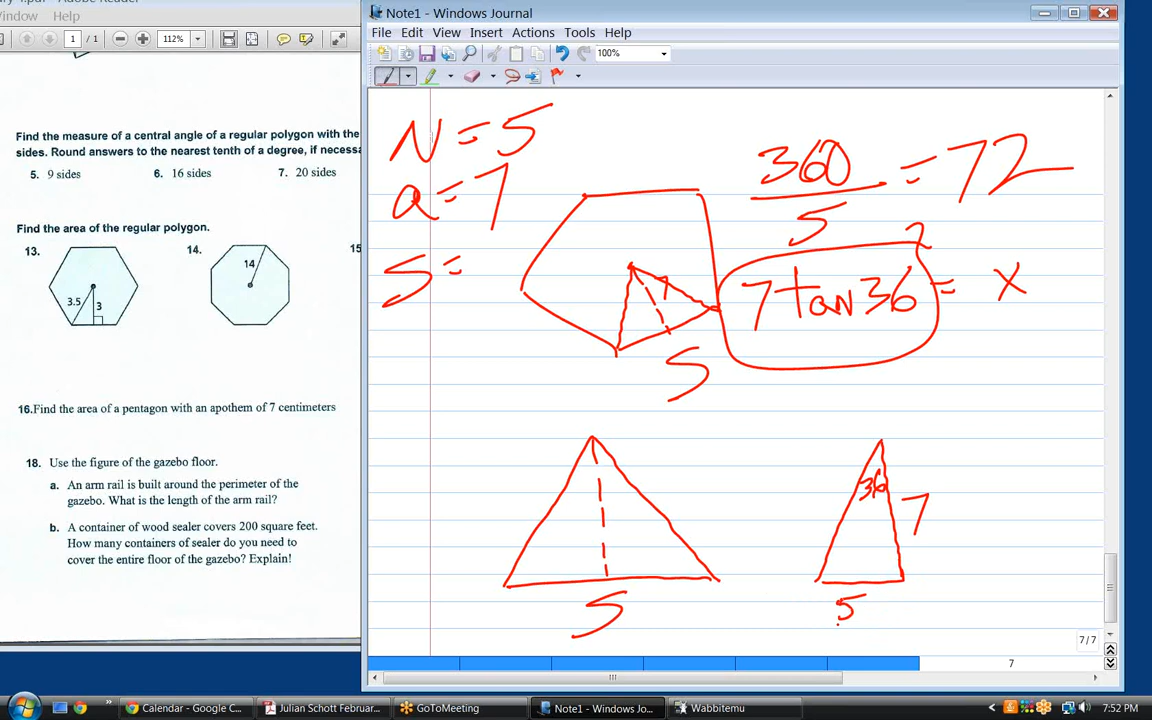 Window Help
1 / 1 112%
Find the measure of a central angle of a regular polygon with the
sides. Round answers to the nearest tenth of a degree, if necessa
5. 9 sides 6. 16 sides 7. 20 sides
Find the area of the regular polygon.
13. 14. 15
3.5 3 14
16.Find the area of a pentagon with an apothem of 7 centimeters
18. Use the figure of the gazebo floor.
a. An arm rail is built around the perimeter of the
gazebo. What is the length of the arm rail?
b. A container of wood sealer covers 200 square feet.
How many containers of sealer do you need to
cover the entire floor of the gazebo? Explain!
Note1 - Windows Journal
File Edit View Insert Actions Tools Help
100%
N = 5
a = 7
S =
360
5
= 72
2
7 tan 36 = x
7
S
S
36
7
.5
7/7
7
Calendar - Google C... Julian Schott Februar... GoToMeeting Note1 - Windows Jo... Wabbitemu 7:52 PM